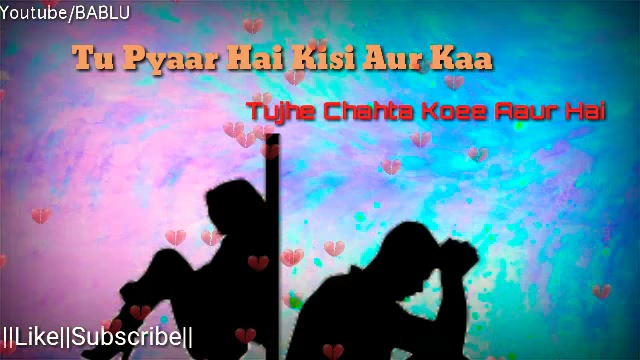 Youtube/BABLU
Tu Pyaar Hai Kisi Aur Kaa
Tujhe Chahta Koee Aaur Hai
||Like||Subscribe||